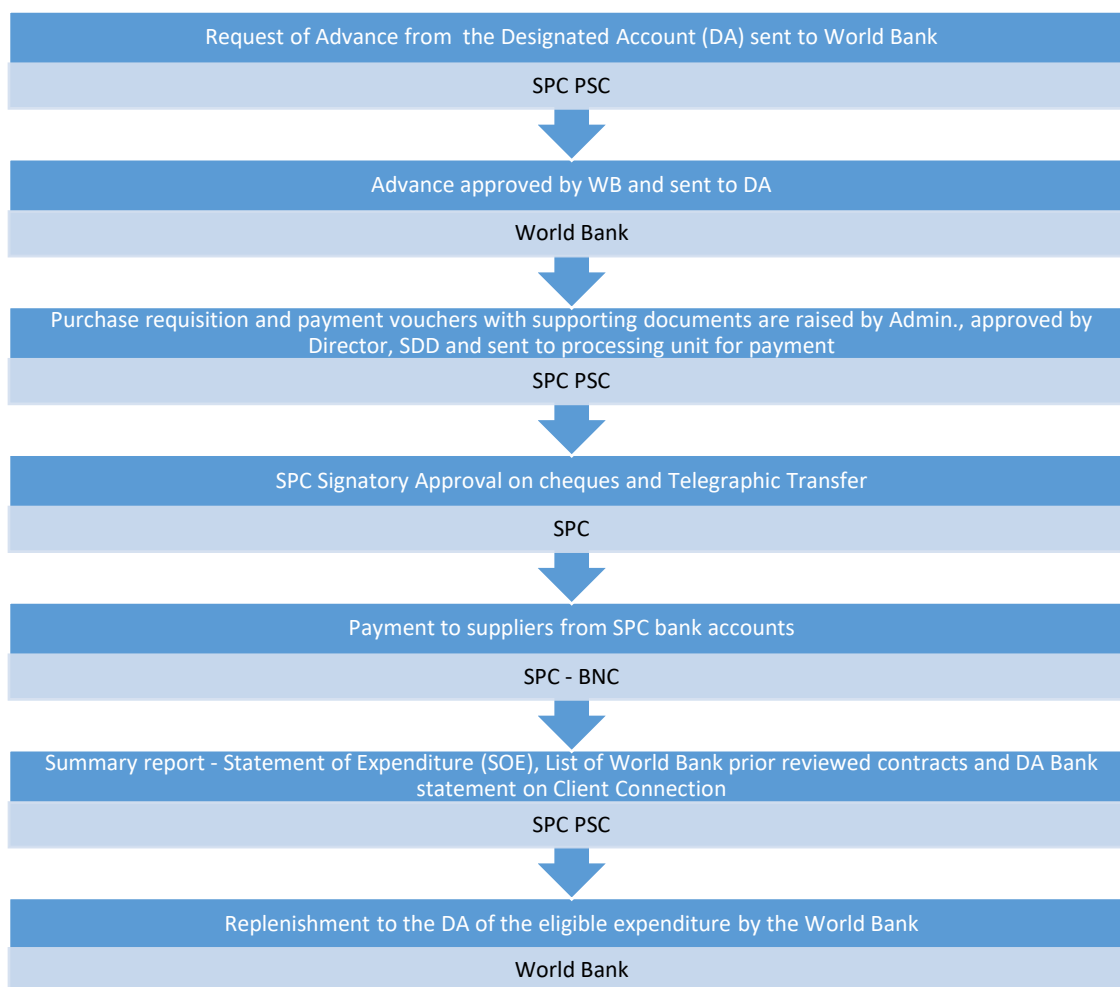 Request of Advance from the Designated Account (DA) sent to World Bank
SPC PSC
Advance approved by WB and sent to DA
World Bank
Purchase requisition and payment vouchers with supporting documents are raised by Admin., approved by
Director, SDD and sent to processing unit for payment
SPC PSC
SPC Signatory Approval on cheques and Telegraphic Transfer
SPC
Payment to suppliers from SPC bank accounts
SPC - BNC
Summary report - Statement of Expenditure (SOE), List of World Bank prior reviewed contracts and DA Bank
statement on Client Connection
SPC PSC
Replenishment to the DA of the eligible expenditure by the World Bank
World Bank